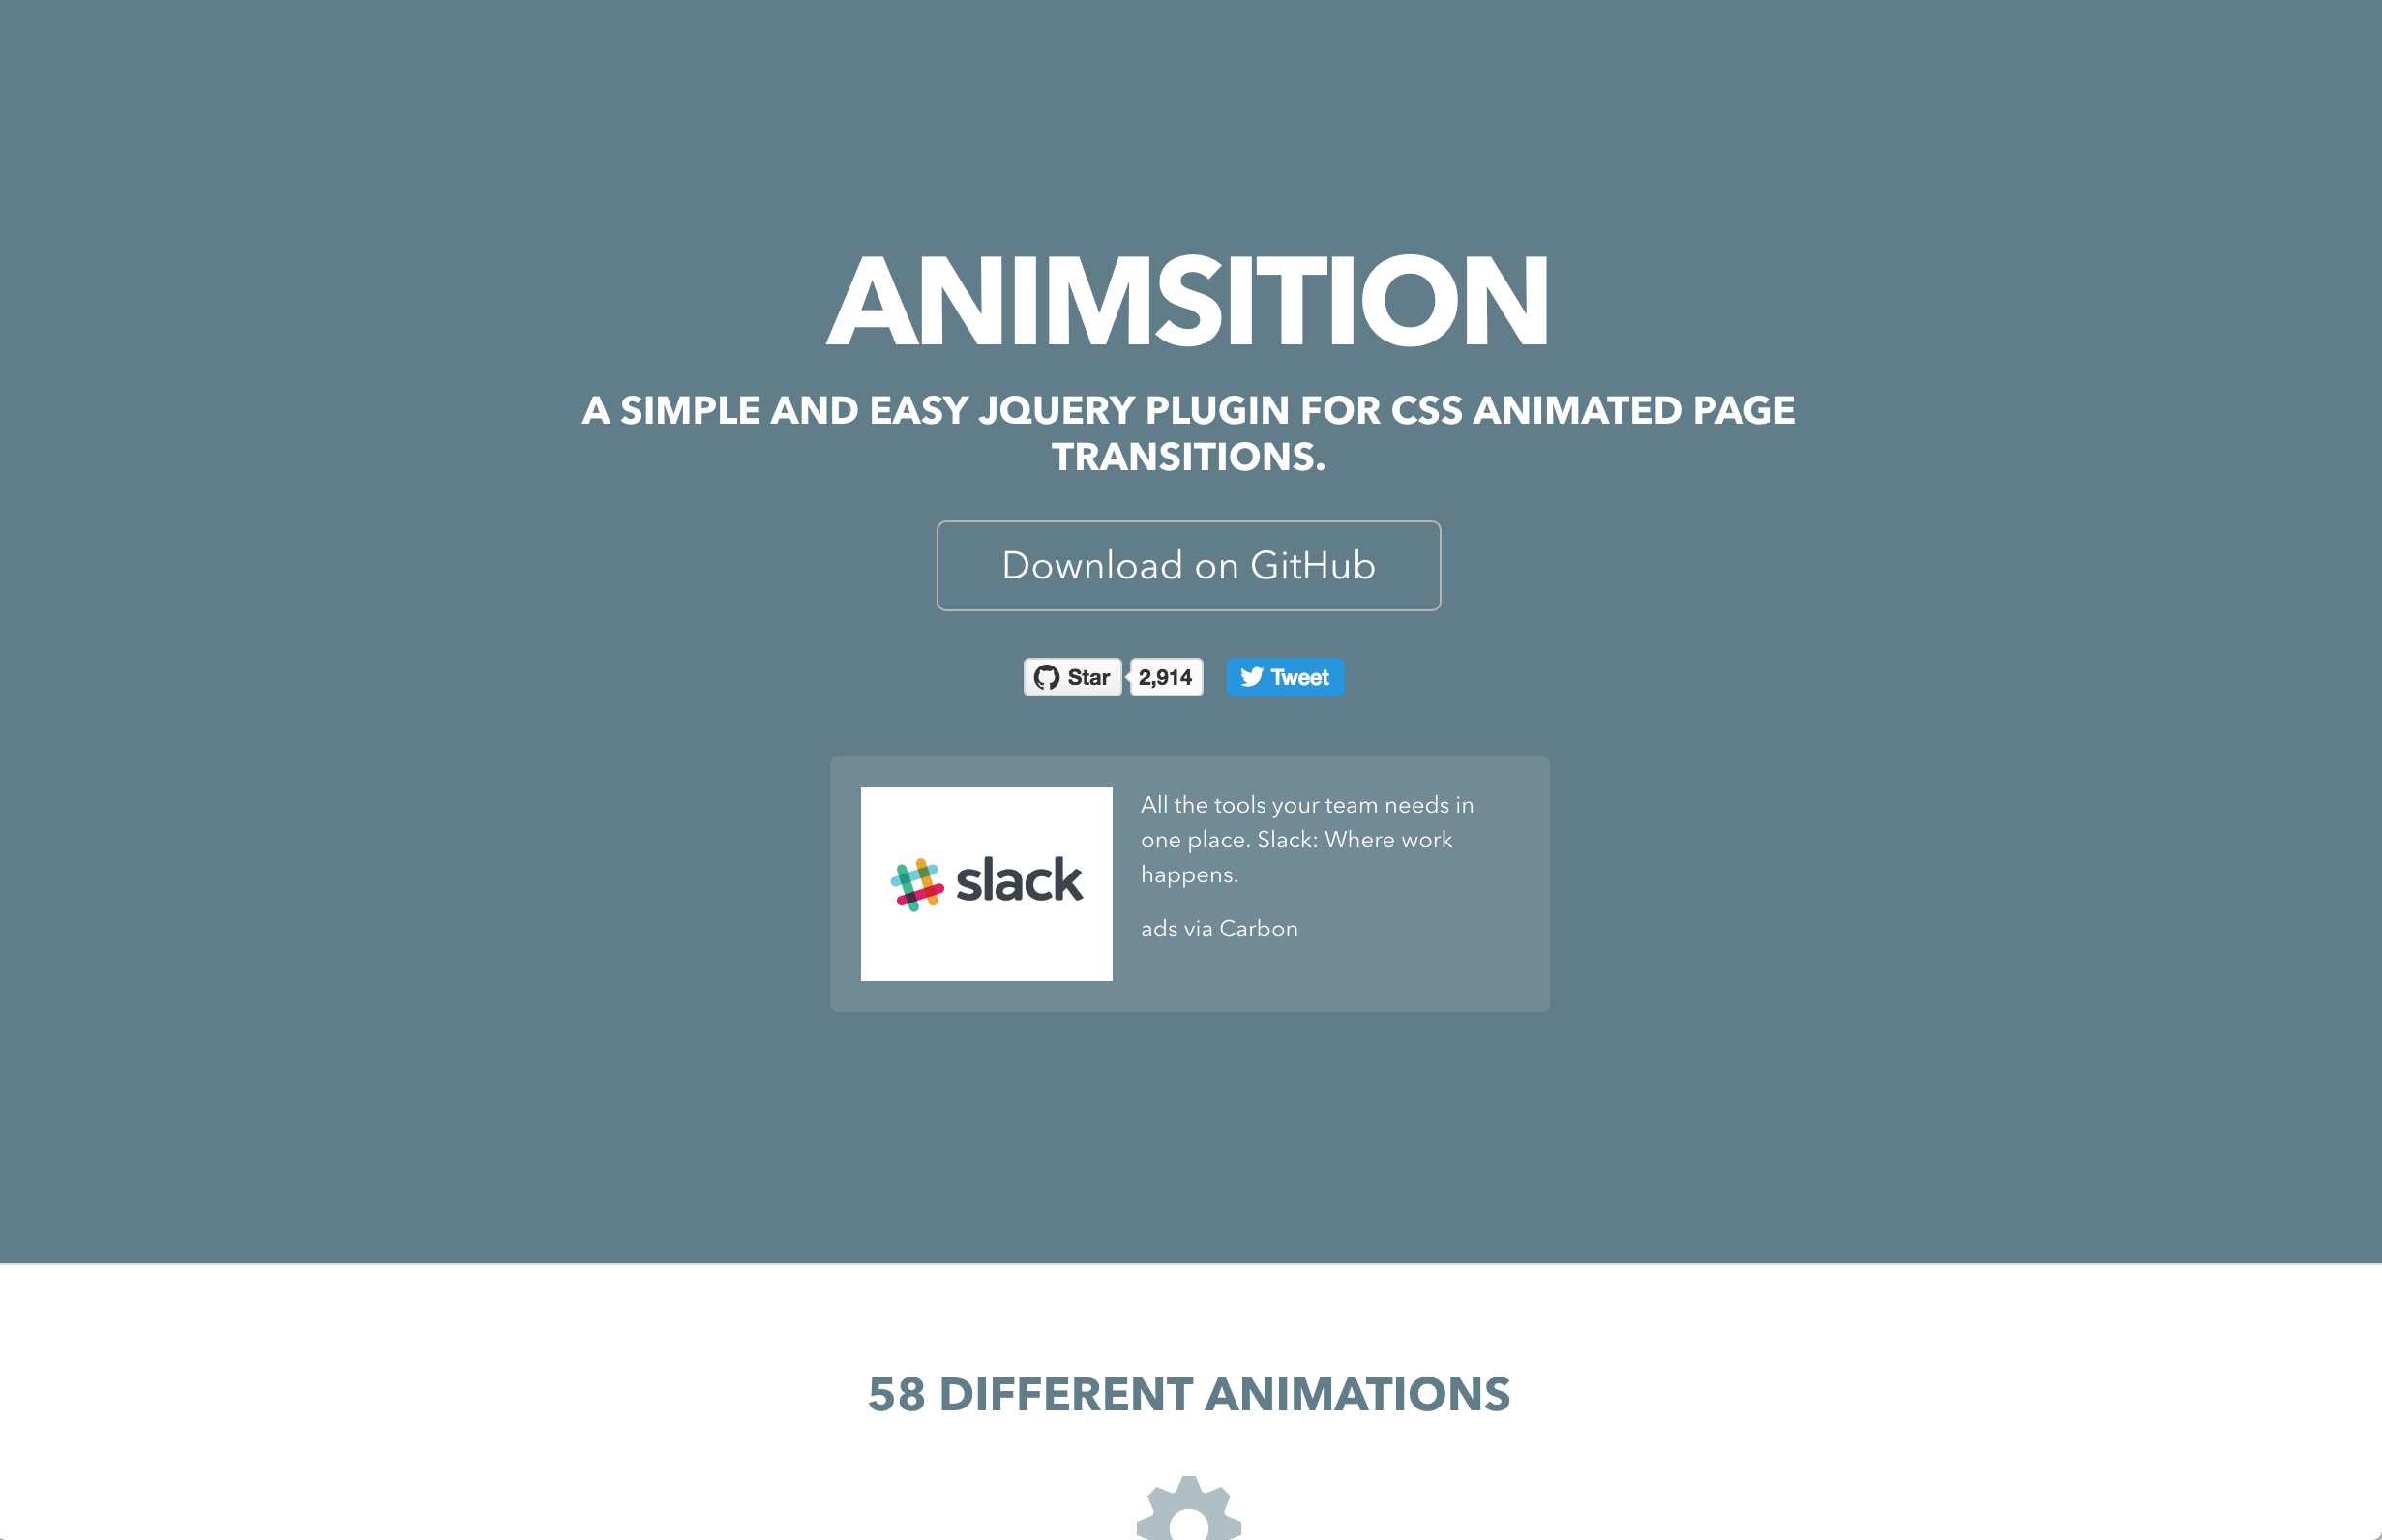 ANIMSITION
A SIMPLE AND EASY JQUERY PLUGIN FOR CSS ANIMATED PAGE
TRANSITIONS.
Download on GitHub
Star 2,914 Tweet
slack
All the tools your team needs in
one place. Slack: Where work
happens.
ads via Carbon
58 DIFFERENT ANIMATIONS